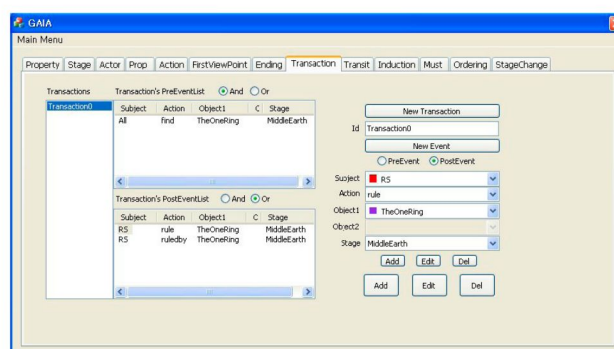 GAIA
Main Menu
Property Stage Actor Prop Action FirstViewPoint Ending Transaction Transit Induction Must Ordering StageChange
Transactions Transaction's PreEventList And Or
Transaction0 Subject Action Object1 C Stage
All find TheOneRing MiddleEarth
New Transaction
Id Transaction0
New Event
PreEvent PostEvent
Subject RS
Transaction's PostEventList And Or
Action rule
Subject Action Object1 C Stage
Object1 TheOneRing
RS rule TheOneRing MiddleEarth
Object2
RS ruledby TheOneRing MiddleEarth
Stage MiddleEarth
Add Edit Del
Add Edit Del